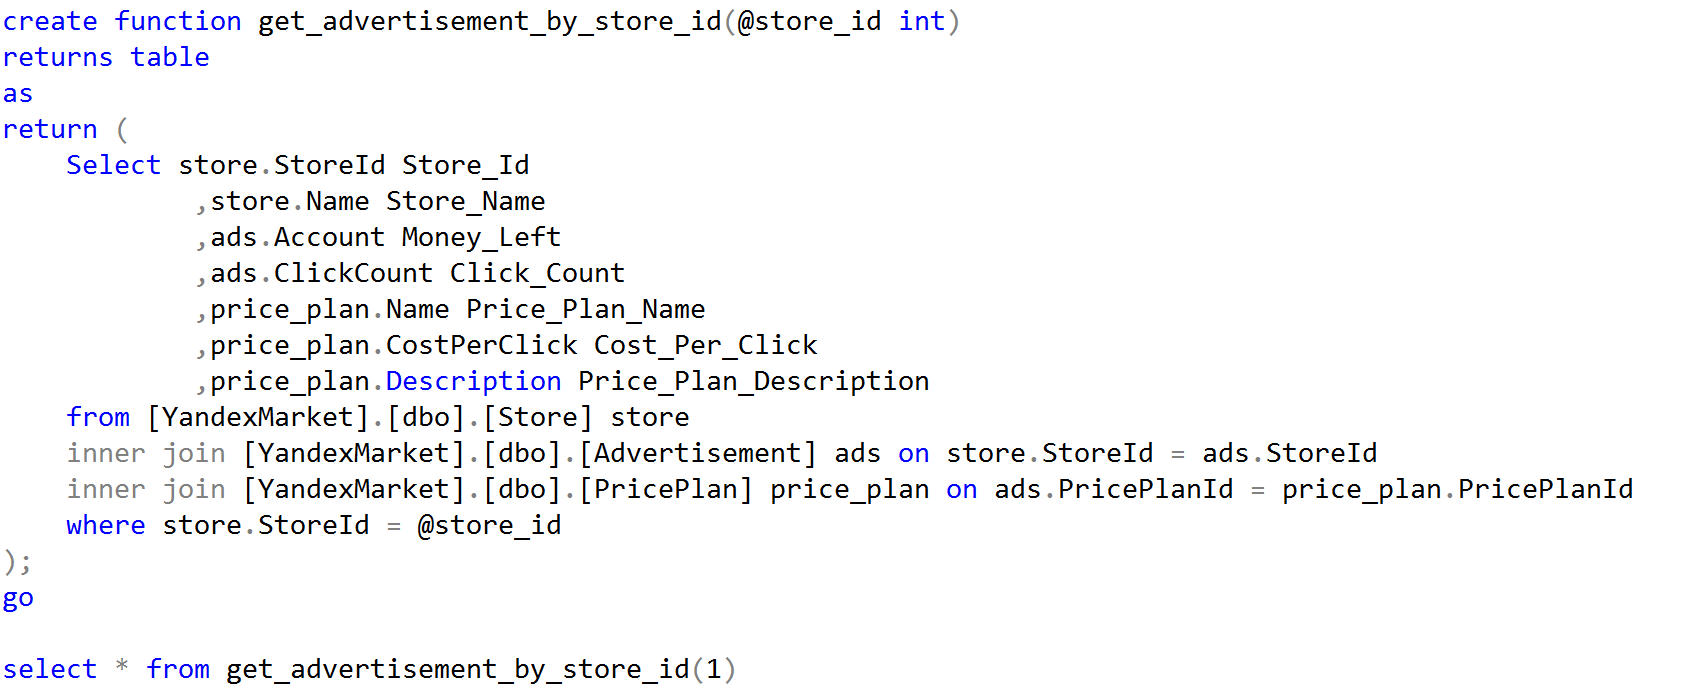 create function get_advertisement_by_store_id(@store_id int)
returns table
as
return (
    Select store.StoreId Store_Id
            ,store.Name Store_Name
            ,ads.Account Money_Left
            ,ads.ClickCount Click_Count
            ,price_plan.Name Price_Plan_Name
            ,price_plan.CostPerClick Cost_Per_Click
            ,price_plan.Description Price_Plan_Description
    from [YandexMarket].[dbo].[Store] store
    inner join [YandexMarket].[dbo].[Advertisement] ads on store.StoreId = ads.StoreId
    inner join [YandexMarket].[dbo].[PricePlan] price_plan on ads.PricePlanId = price_plan.PricePlanId
    where store.StoreId = @store_id
);
go

select * from get_advertisement_by_store_id(1)